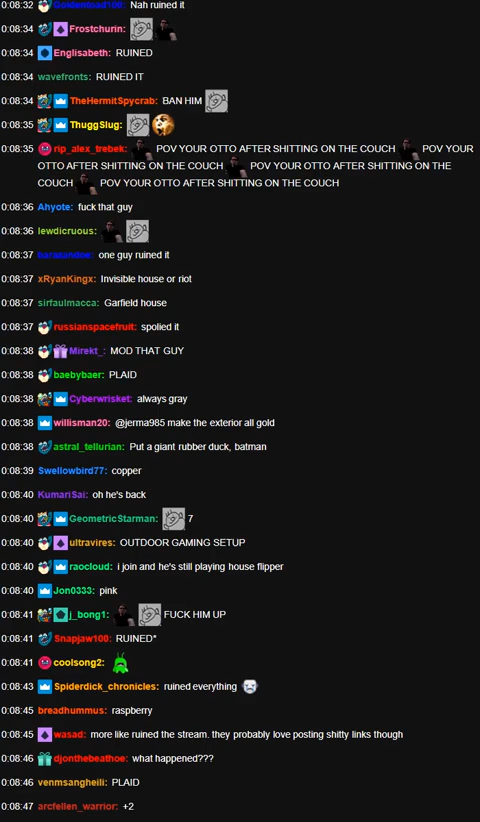 0:08:32 Goldentoad100: Nah ruined it
0:08:34 Frostchurin:
0:08:34 Englisabeth: RUINED
0:08:34 wavefronts: RUINED IT
0:08:34 TheHermitSpycrab: BAN HIM
0:08:35 ThuggSlug:
0:08:35 rip_alex_trebek: POV YOUR OTTO AFTER SHITTING ON THE COUCH POV YOUR
OTTO AFTER SHITTING ON THE COUCH POV YOUR OTTO AFTER SHITTING ON THE
COUCH POV YOUR OTTO AFTER SHITTING ON THE COUCH
0:08:36 Ahyote: fuck that guy
0:08:36 lewdicruous:
0:08:37 one guy ruined it
0:08:37 xRyanKingx: Invisible house or riot
0:08:37 sirfaulmacca: Garfield house
0:08:37 russianspacefruit: spolied it
0:08:38 Mirekt_: MOD THAT GUY
0:08:38 baebybaer: PLAID
0:08:38 Cyberwrisket: always gray
0:08:38 willisman20: @jerma985 make the exterior all gold
0:08:38 astral_tellurian: Put a giant rubber duck, batman
0:08:39 Swellowbird77: copper
0:08:40 KumariSai: oh he's back
0:08:40 GeometricStarman: 7
0:08:40 ultravires: OUTDOOR GAMING SETUP
0:08:40 raocloud: i join and he's still playing house flipper
0:08:40 Jon0333: pink
0:08:41 j_bong1: FUCK HIM UP
0:08:41 Snapjaw100: RUINED*
0:08:41 coolsong2:
0:08:43 Spiderdick_chronicles: ruined everything
0:08:45 breadhummus: raspberry
0:08:45 wasad: more like ruined the stream. they probably love posting shitty links though
0:08:46 djonthebeathoe: what happened???
0:08:46 venmsangheili: PLAID
0:08:47 arcfellen_warrior: +2